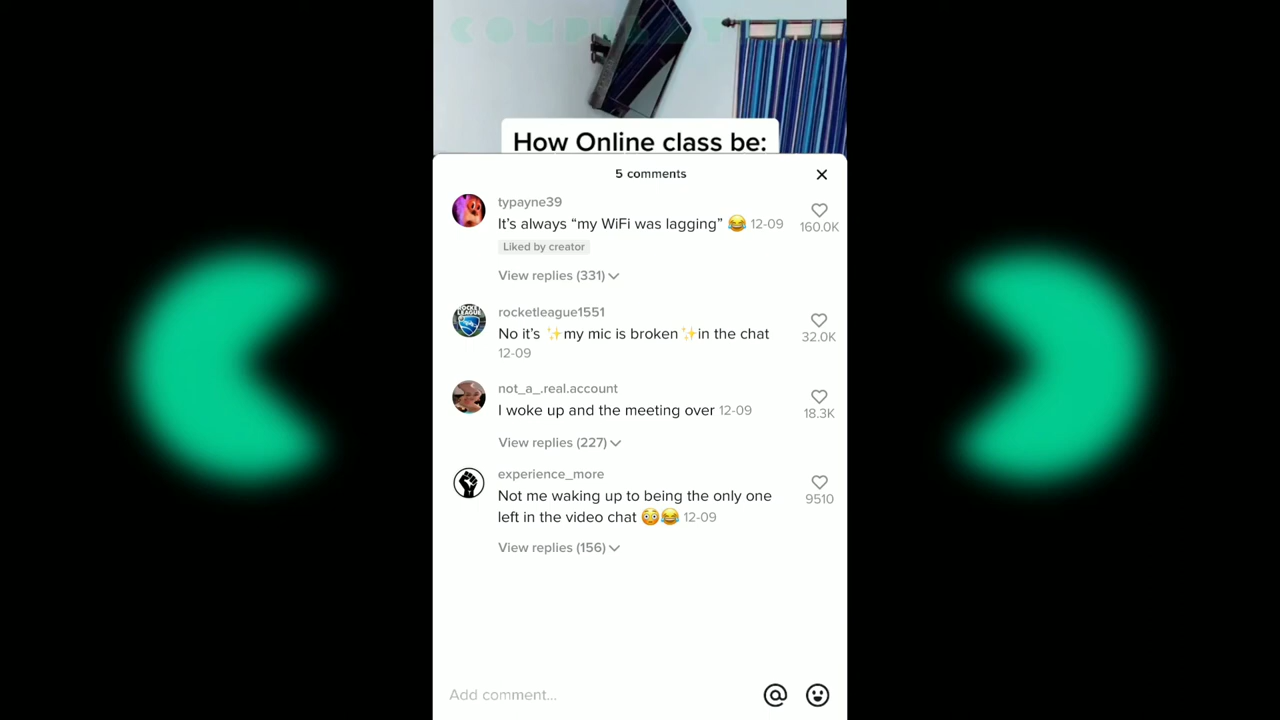 How Online class be:
5 comments
typayne39
It’s always “my WiFi was lagging” 😂 12-09
160.0K
Liked by creator
View replies (331)
rocketleague1551
No it’s ✨my mic is broken✨in the chat
12-09
32.0K
not_a_.real.account
I woke up and the meeting over 12-09
18.3K
View replies (227)
experience_more
Not me waking up to being the only one
left in the video chat 😳😂 12-09
9510
View replies (156)
Add comment...